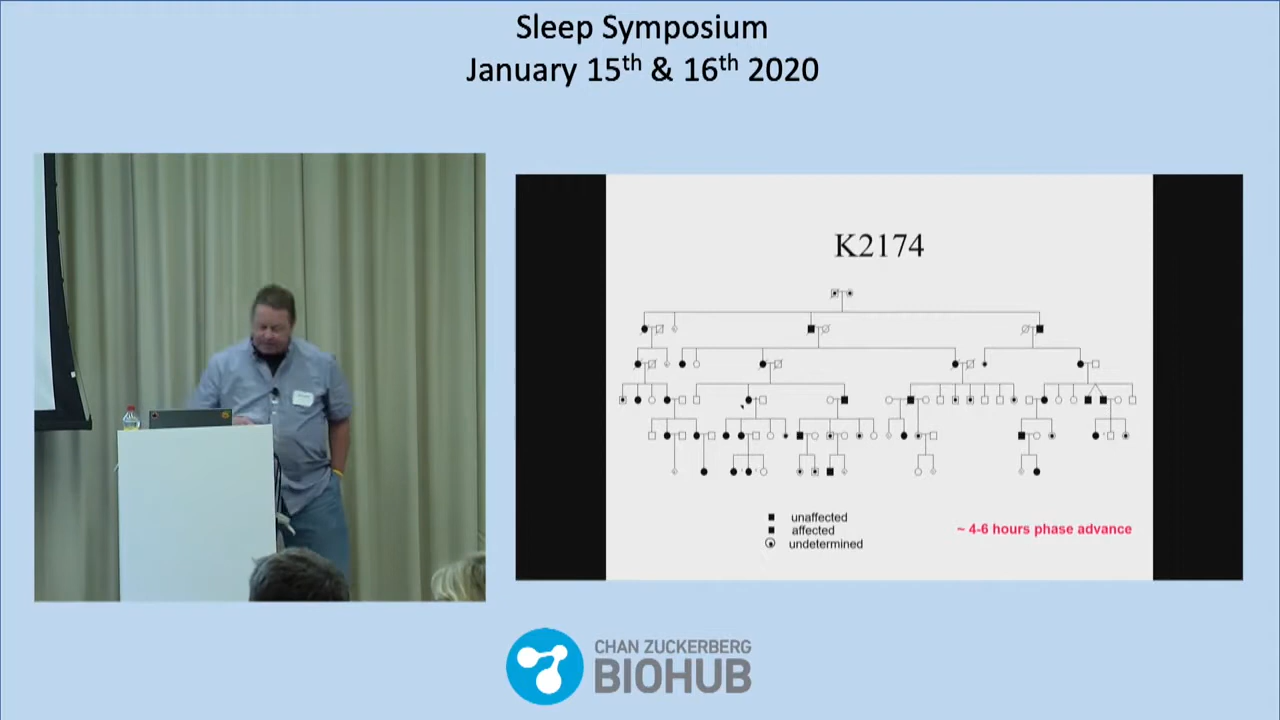 Sleep Symposium
January 15th & 16th 2020
K2174
unaffected
affected
undetermined
~ 4-6 hours phase advance
CHAN ZUCKERBERG
BIOHUB